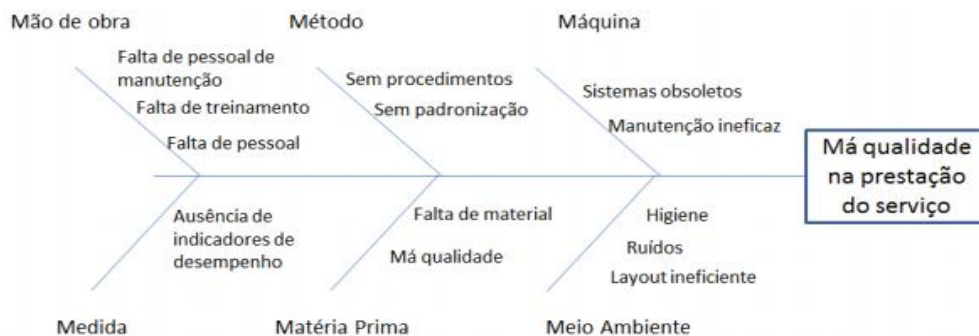 Mão de obra
Método
Máquina
Falta de pessoal de
manutenção
Falta de treinamento
Falta de pessoal
Sem procedimentos
Sem padronização
Sistemas obsoletos
Manutenção ineficaz
Má qualidade
na prestação
do serviço
Ausência de
indicadores de
desempenho
Falta de material
Má qualidade
Higiene
Ruídos
Layout ineficiente
Medida
Matéria Prima
Meio Ambiente